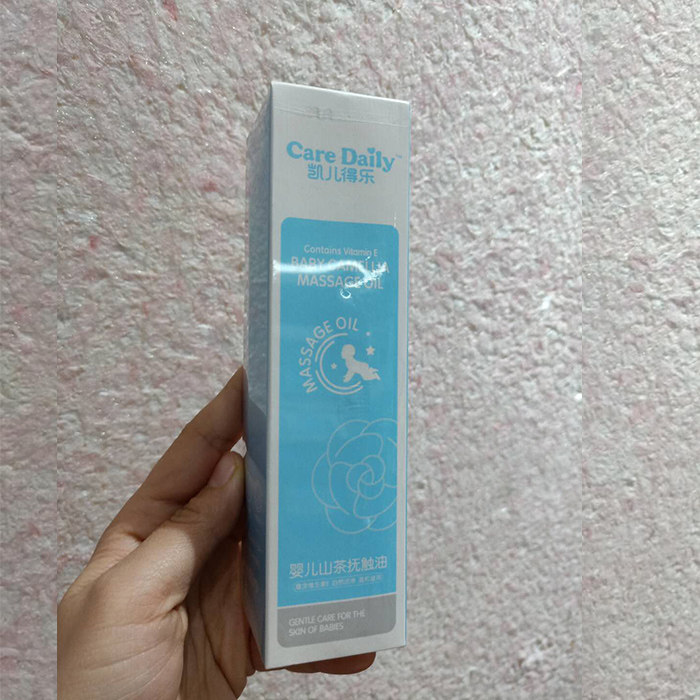 Care Daily™
凯儿得乐
Contains Vitamin E
BABY CAMELLIA
MASSAGE OIL
MASSAGE OIL
婴儿山茶抚触油
GENTLE CARE FOR THE
SKIN OF BABIES